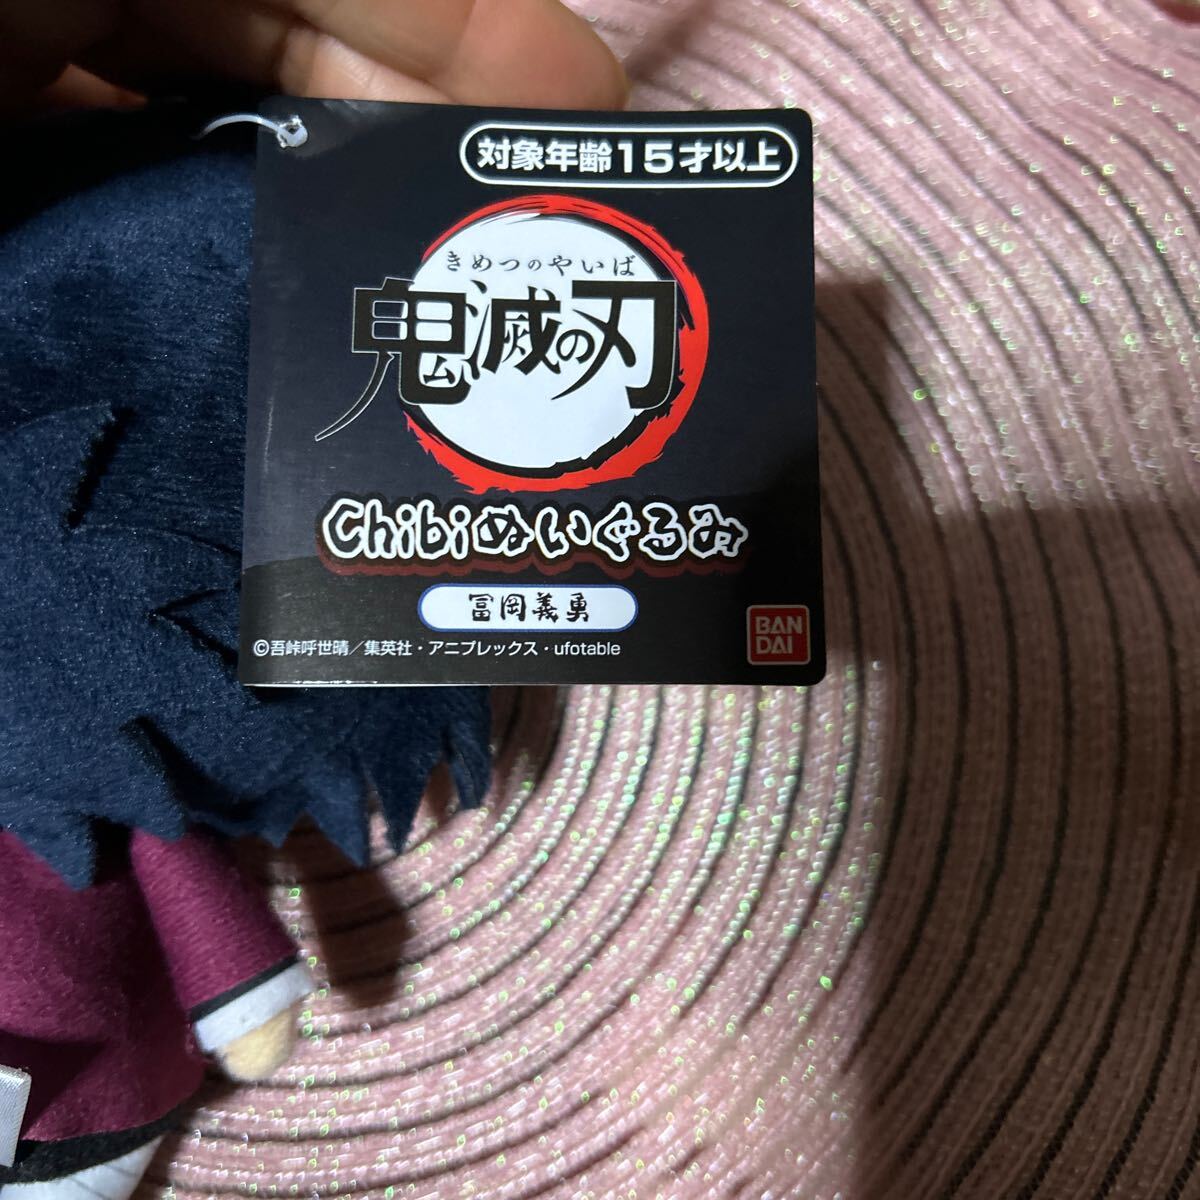 対象年齢15才以上
きめつのやいば
鬼滅の刃
Chibiぬいぐるみ
冨岡義勇
©吾峠呼世晴／集英社・アニプレックス・ufotable
BAN
DAI